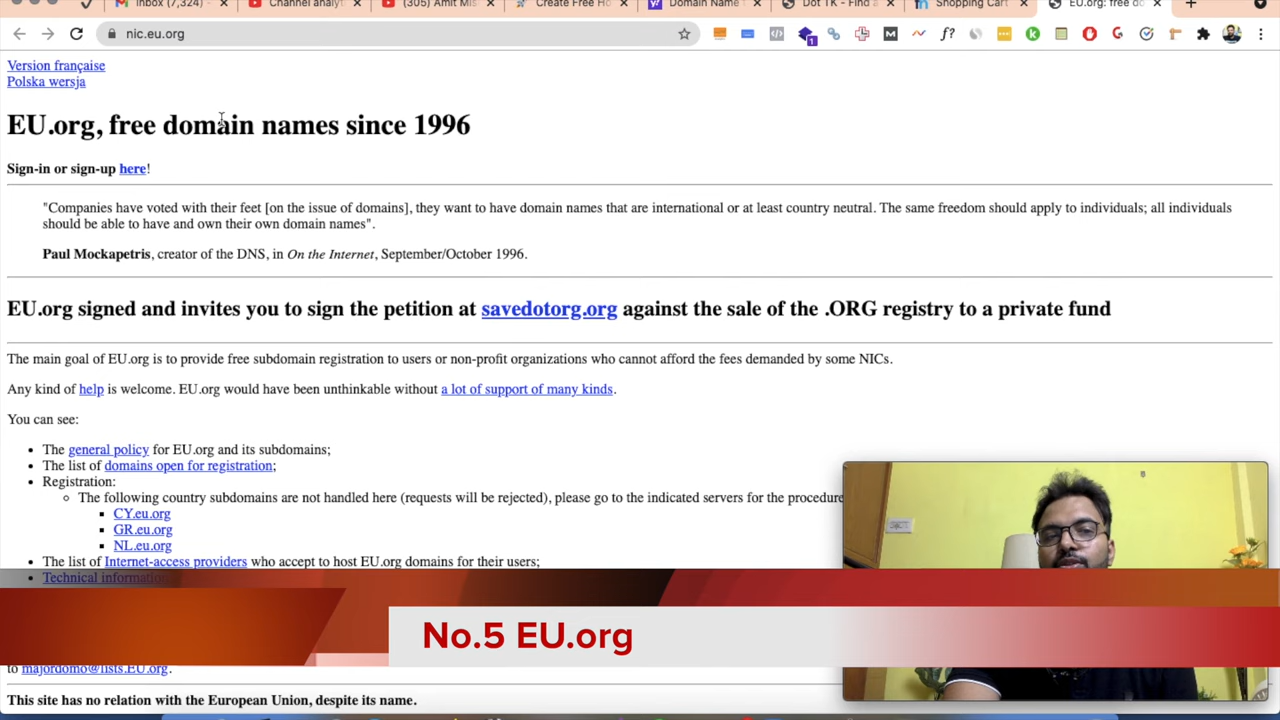 Inbox (7,324)
Channel analyt
(305) Amit Mis
Create Free Ho
Domain Name
Dot TK - Find a
Shopping Cart
EU.org: free do
nic.eu.org
Version française
Polska wersja
EU.org, free domain names since 1996
Sign-in or sign-up here!
"Companies have voted with their feet [on the issue of domains], they want to have domain names that are international or at least country neutral. The same freedom should apply to individuals; all individuals
should be able to have and own their own domain names".
Paul Mockapetris, creator of the DNS, in On the Internet, September/October 1996.
EU.org signed and invites you to sign the petition at savedotorg.org against the sale of the .ORG registry to a private fund
The main goal of EU.org is to provide free subdomain registration to users or non-profit organizations who cannot afford the fees demanded by some NICs.
Any kind of help is welcome. EU.org would have been unthinkable without a lot of support of many kinds.
You can see:
• The general policy for EU.org and its subdomains;
• The list of domains open for registration;
• Registration:
○ The following country subdomains are not handled here (requests will be rejected), please go to the indicated servers for the procedure
▪ CY.eu.org
▪ GR.eu.org
▪ NL.eu.org
• The list of Internet-access providers who accept to host EU.org domains for their users;
• Technical information
No.5 EU.org
to majordomo@lists.EU.org.
This site has no relation with the European Union, despite its name.